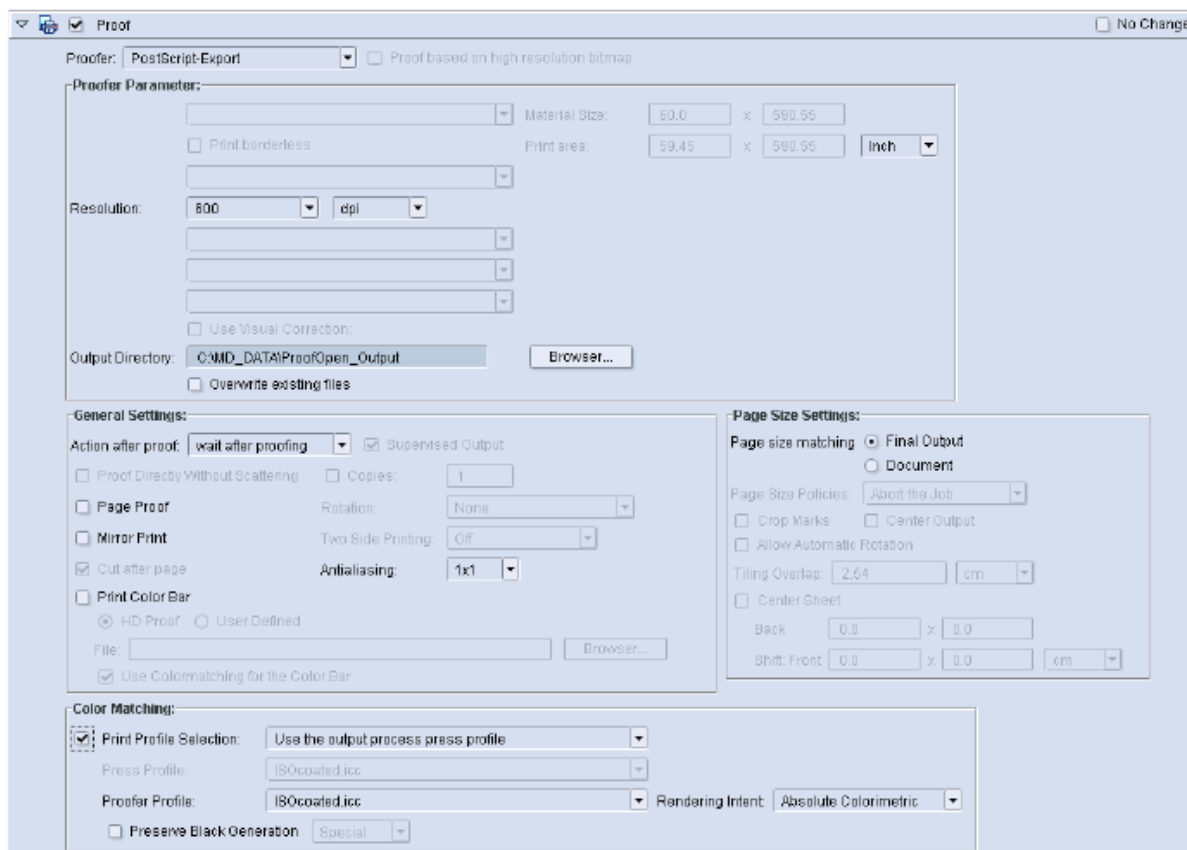 Proof No Change
Proofer: PostScript-Export Proof based on high resolution bitmap
Proofer Parameter:
Material Size: 60.0 x 590.55
Print borderless Print area: 59.45 x 590.55 Inch
Resolution: 600 dpi
Use Visual Correction:
Output Directory: C:\MD_DATA\ProofOpen_Output Browser...
Overwrite existing files
General Settings:
Action after proof: wait after proofing Supervised Output
Proof Directly Without Scattering Copies: 1
Page Proof Rotation: None
Mirror Print Two Side Printing: Off
Cut after page Antialiasing: 1x1
Print Color Bar
HD Proof User Defined
File: Browser...
Use Colormatching for the Color Bar
Page Size Settings:
Page size matching Final Output
Document
Page Size Policies: Abort the Job
Crop Marks Center Output
Allow Automatic Rotation
Tiling Overlap: 2.54 cm
Center Sheet
Back 0.0 x 0.0
Shift: Front 0.0 x 0.0 cm
Color Matching:
Print Profile Selection: Use the output process press profile
Press Profile: ISOcoated.icc
Proofer Profile: ISOcoated.icc Rendering Intent: Absolute Colorimetric
Preserve Black Generation Special